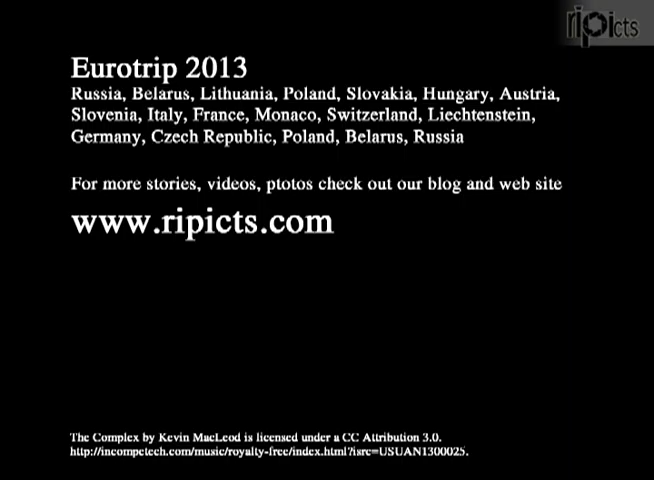 ripicts
Eurotrip 2013
Russia, Belarus, Lithuania, Poland, Slovakia, Hungary, Austria,
Slovenia, Italy, France, Monaco, Switzerland, Liechtenstein,
Germany, Czech Republic, Poland, Belarus, Russia
For more stories, videos, ptotos check out our blog and web site
www.ripicts.com
The Complex by Kevin MacLeod is licensed under a CC Attribution 3.0.
http://incompetech.com/music/royalty-free/index.html?isrc=USUAN1300025.